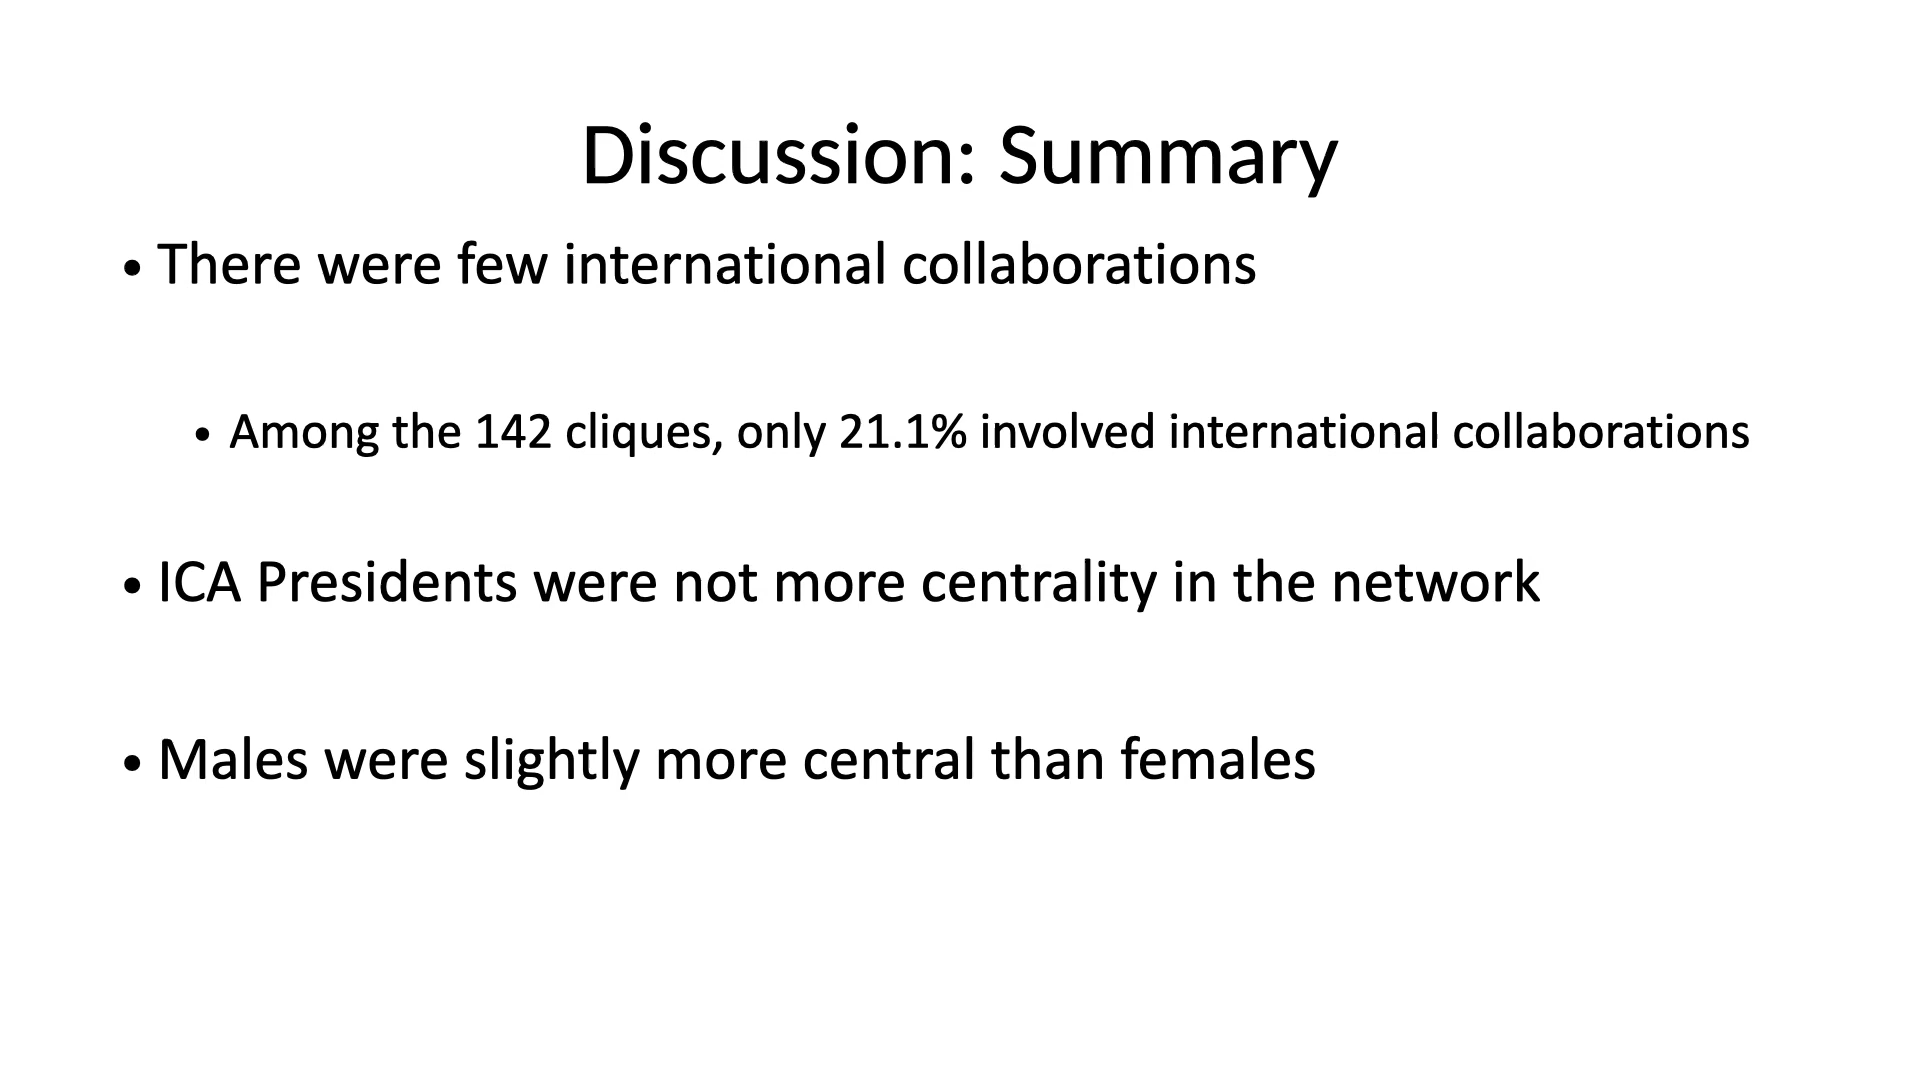 Discussion: Summary
• There were few international collaborations
• Among the 142 cliques, only 21.1% involved international collaborations
• ICA Presidents were not more centrality in the network
• Males were slightly more central than females